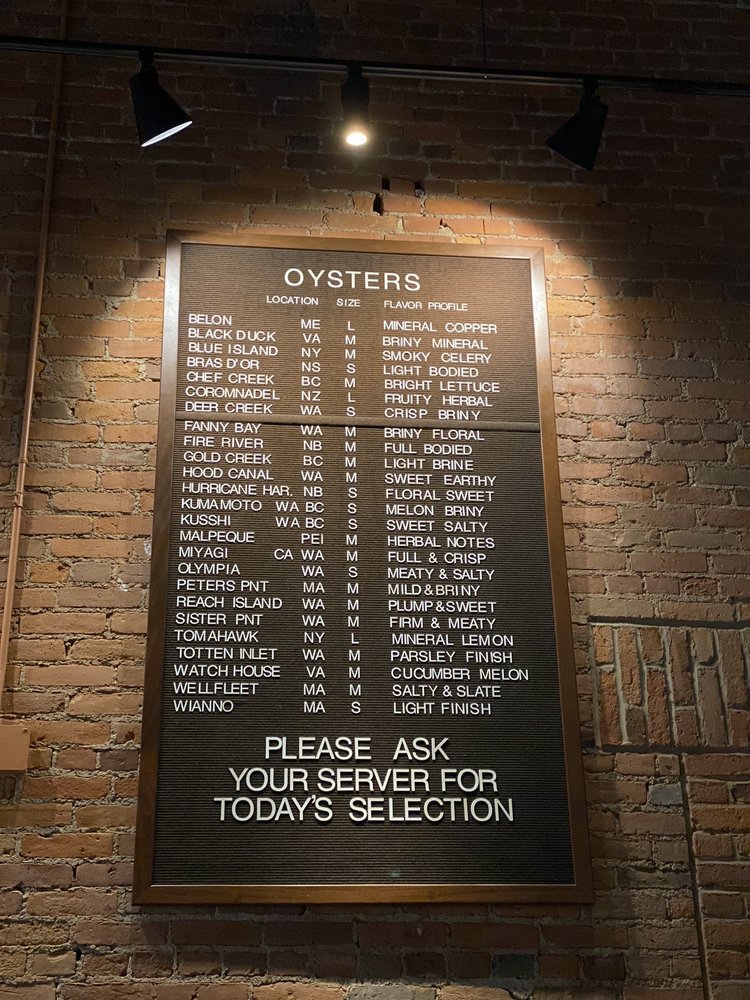 OYSTERS
LOCATION SIZE FLAVOR PROFILE
BELON ME L MINERAL COPPER
BLACK DUCK VA M BRINY MINERAL
BLUE ISLAND NY M SMOKY CELERY
BRAS D'OR NS S LIGHT BODIED
CHEF CREEK BC M BRIGHT LETTUCE
COROMNADEL NZ L FRUITY HERBAL
DEER CREEK WA S CRISP BRINY
FANNY BAY WA M BRINY FLORAL
FIRE RIVER NB M FULL BODIED
GOLD CREEK BC M LIGHT BRINE
HOOD CANAL WA M SWEET EARTHY
HURRICANE HAR. NB S FLORAL SWEET
KUMAMOTO WA BC S MELON BRINY
KUSSHI WA BC S SWEET SALTY
MALPEQUE PEI M HERBAL NOTES
MIYAGI CA WA M FULL & CRISP
OLYMPIA WA S MEATY & SALTY
PETERS PNT MA M MILD & BRINY
REACH ISLAND WA M PLUMP & SWEET
SISTER PNT WA M FIRM & MEATY
TOMAHAWK NY L MINERAL LEMON
TOTTEN INLET WA M PARSLEY FINISH
WATCH HOUSE VA M CUCUMBER MELON
WELLFLEET MA M SALTY & SLATE
WIANNO MA S LIGHT FINISH
PLEASE ASK
YOUR SERVER FOR
TODAY'S SELECTION